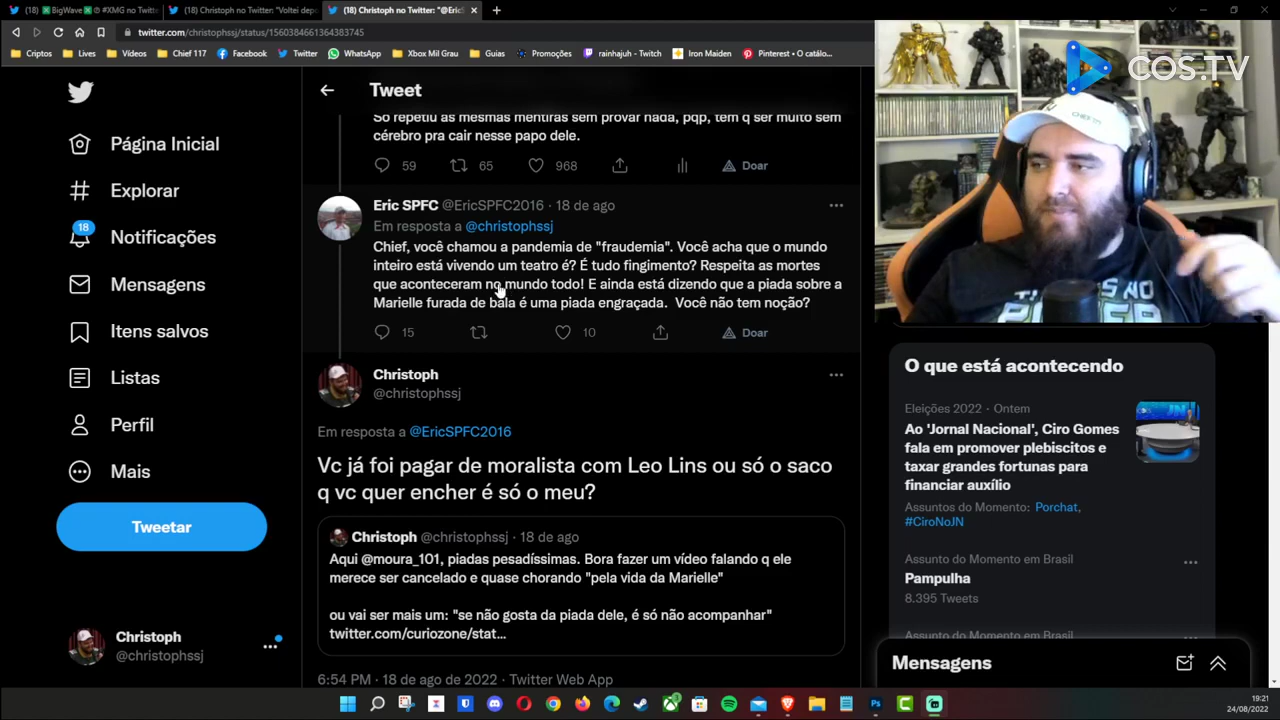 (18) BigWave #XMG no Twitter
(18) Christoph no Twitter: "Voltei depo
(18) Christoph no Twitter: "@EricS
twitter.com/christophssj/status/1560384661364383745
Criptos
Lives
Vídeos
Chief 117
Facebook
Twitter
WhatsApp
Xbox Mil Grau
Guias
Promoções
rainhajuh - Twitch
Iron Maiden
Pinterest • O catálo...
COS.TV
Página Inicial
Explorar
18
Notificações
Mensagens
Itens salvos
Listas
Perfil
Mais
Tweetar
Christoph
@christophssj
Tweet
Só repetiu as mesmas mentiras sem provar nada, pqp, tem q ser muito sem
cérebro pra cair nesse papo dele.
59 65 968 Doar
Eric SPFC @EricSPFC2016 · 18 de ago
Em resposta a @christophssj
Chief, você chamou a pandemia de "fraudemia". Você acha que o mundo
inteiro está vivendo um teatro é? É tudo fingimento? Respeita as mortes
que aconteceram no mundo todo! E ainda está dizendo que a piada sobre a
Marielle furada de bala é uma piada engraçada. Você não tem noção?
15 10 Doar
Christoph
@christophssj
Em resposta a @EricSPFC2016
Vc já foi pagar de moralista com Leo Lins ou só o saco
q vc quer encher é só o meu?
Christoph @christophssj · 18 de ago
Aqui @moura_101, piadas pesadíssimas. Bora fazer um vídeo falando q ele
merece ser cancelado e quase chorando "pela vida da Marielle"
ou vai ser mais um: "se não gosta da piada dele, é só não acompanhar"
twitter.com/curiozone/stat...
6:54 PM · 18 de ago de 2022 · Twitter Web App
O que está acontecendo
Eleições 2022 · Ontem
Ao 'Jornal Nacional', Ciro Gomes
fala em promover plebiscitos e
taxar grandes fortunas para
financiar auxílio
Assuntos do Momento: Porchat,
#CiroNoJN
Assunto do Momento em Brasil
Pampulha
8.395 Tweets
Assunto do Momento em Brasil
Mensagens
19:21
24/08/2022